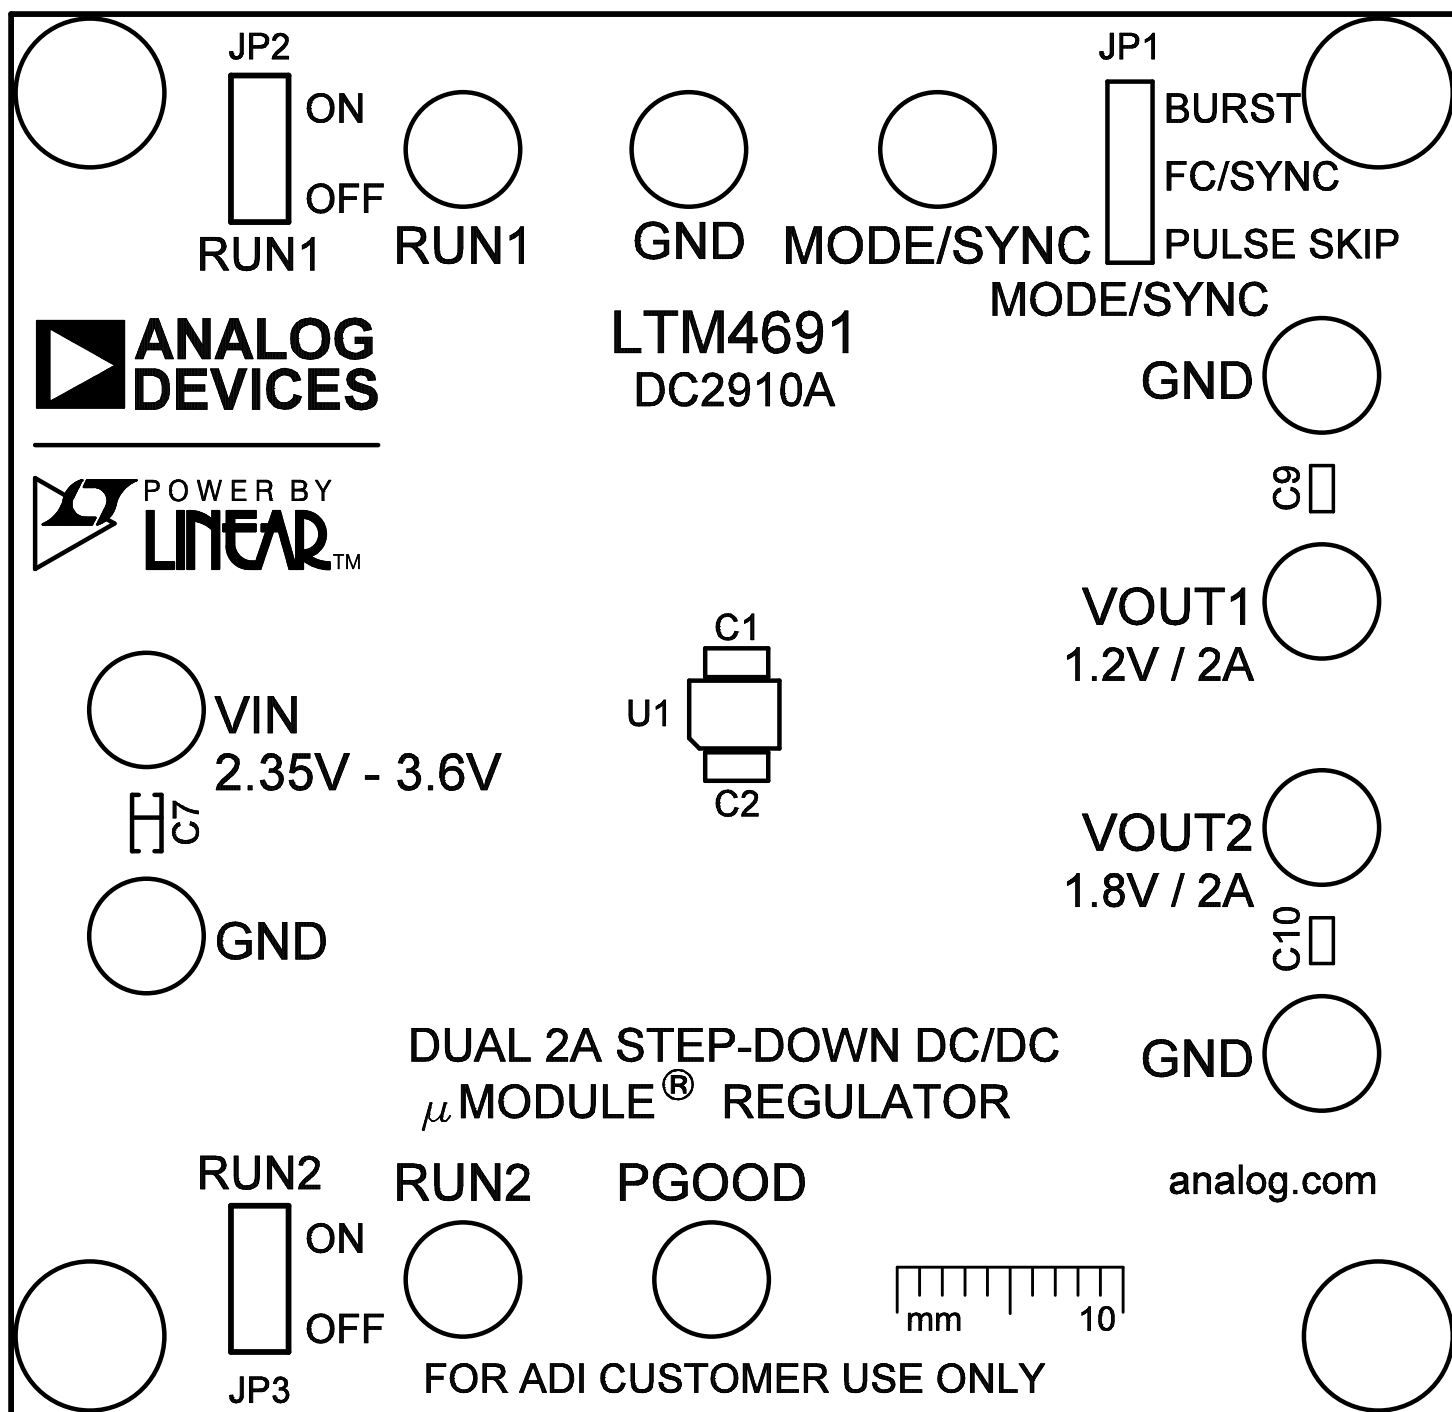 JP2
ON
OFF
RUN1
RUN1
GND
MODE/SYNC
JP1
BURST
FC/SYNC
PULSE SKIP
MODE/SYNC
ANALOG
DEVICES
POWER BY
LINEAR TM
LTM4691
DC2910A
GND
C9
VOUT1
1.2V / 2A
C1
U1
C2
VIN
2.35V - 3.6V
C7
GND
VOUT2
1.8V / 2A
C10
GND
DUAL 2A STEP-DOWN DC/DC
μMODULE® REGULATOR
RUN2
ON
OFF
JP3
RUN2
PGOOD
analog.com
mm 10
FOR ADI CUSTOMER USE ONLY